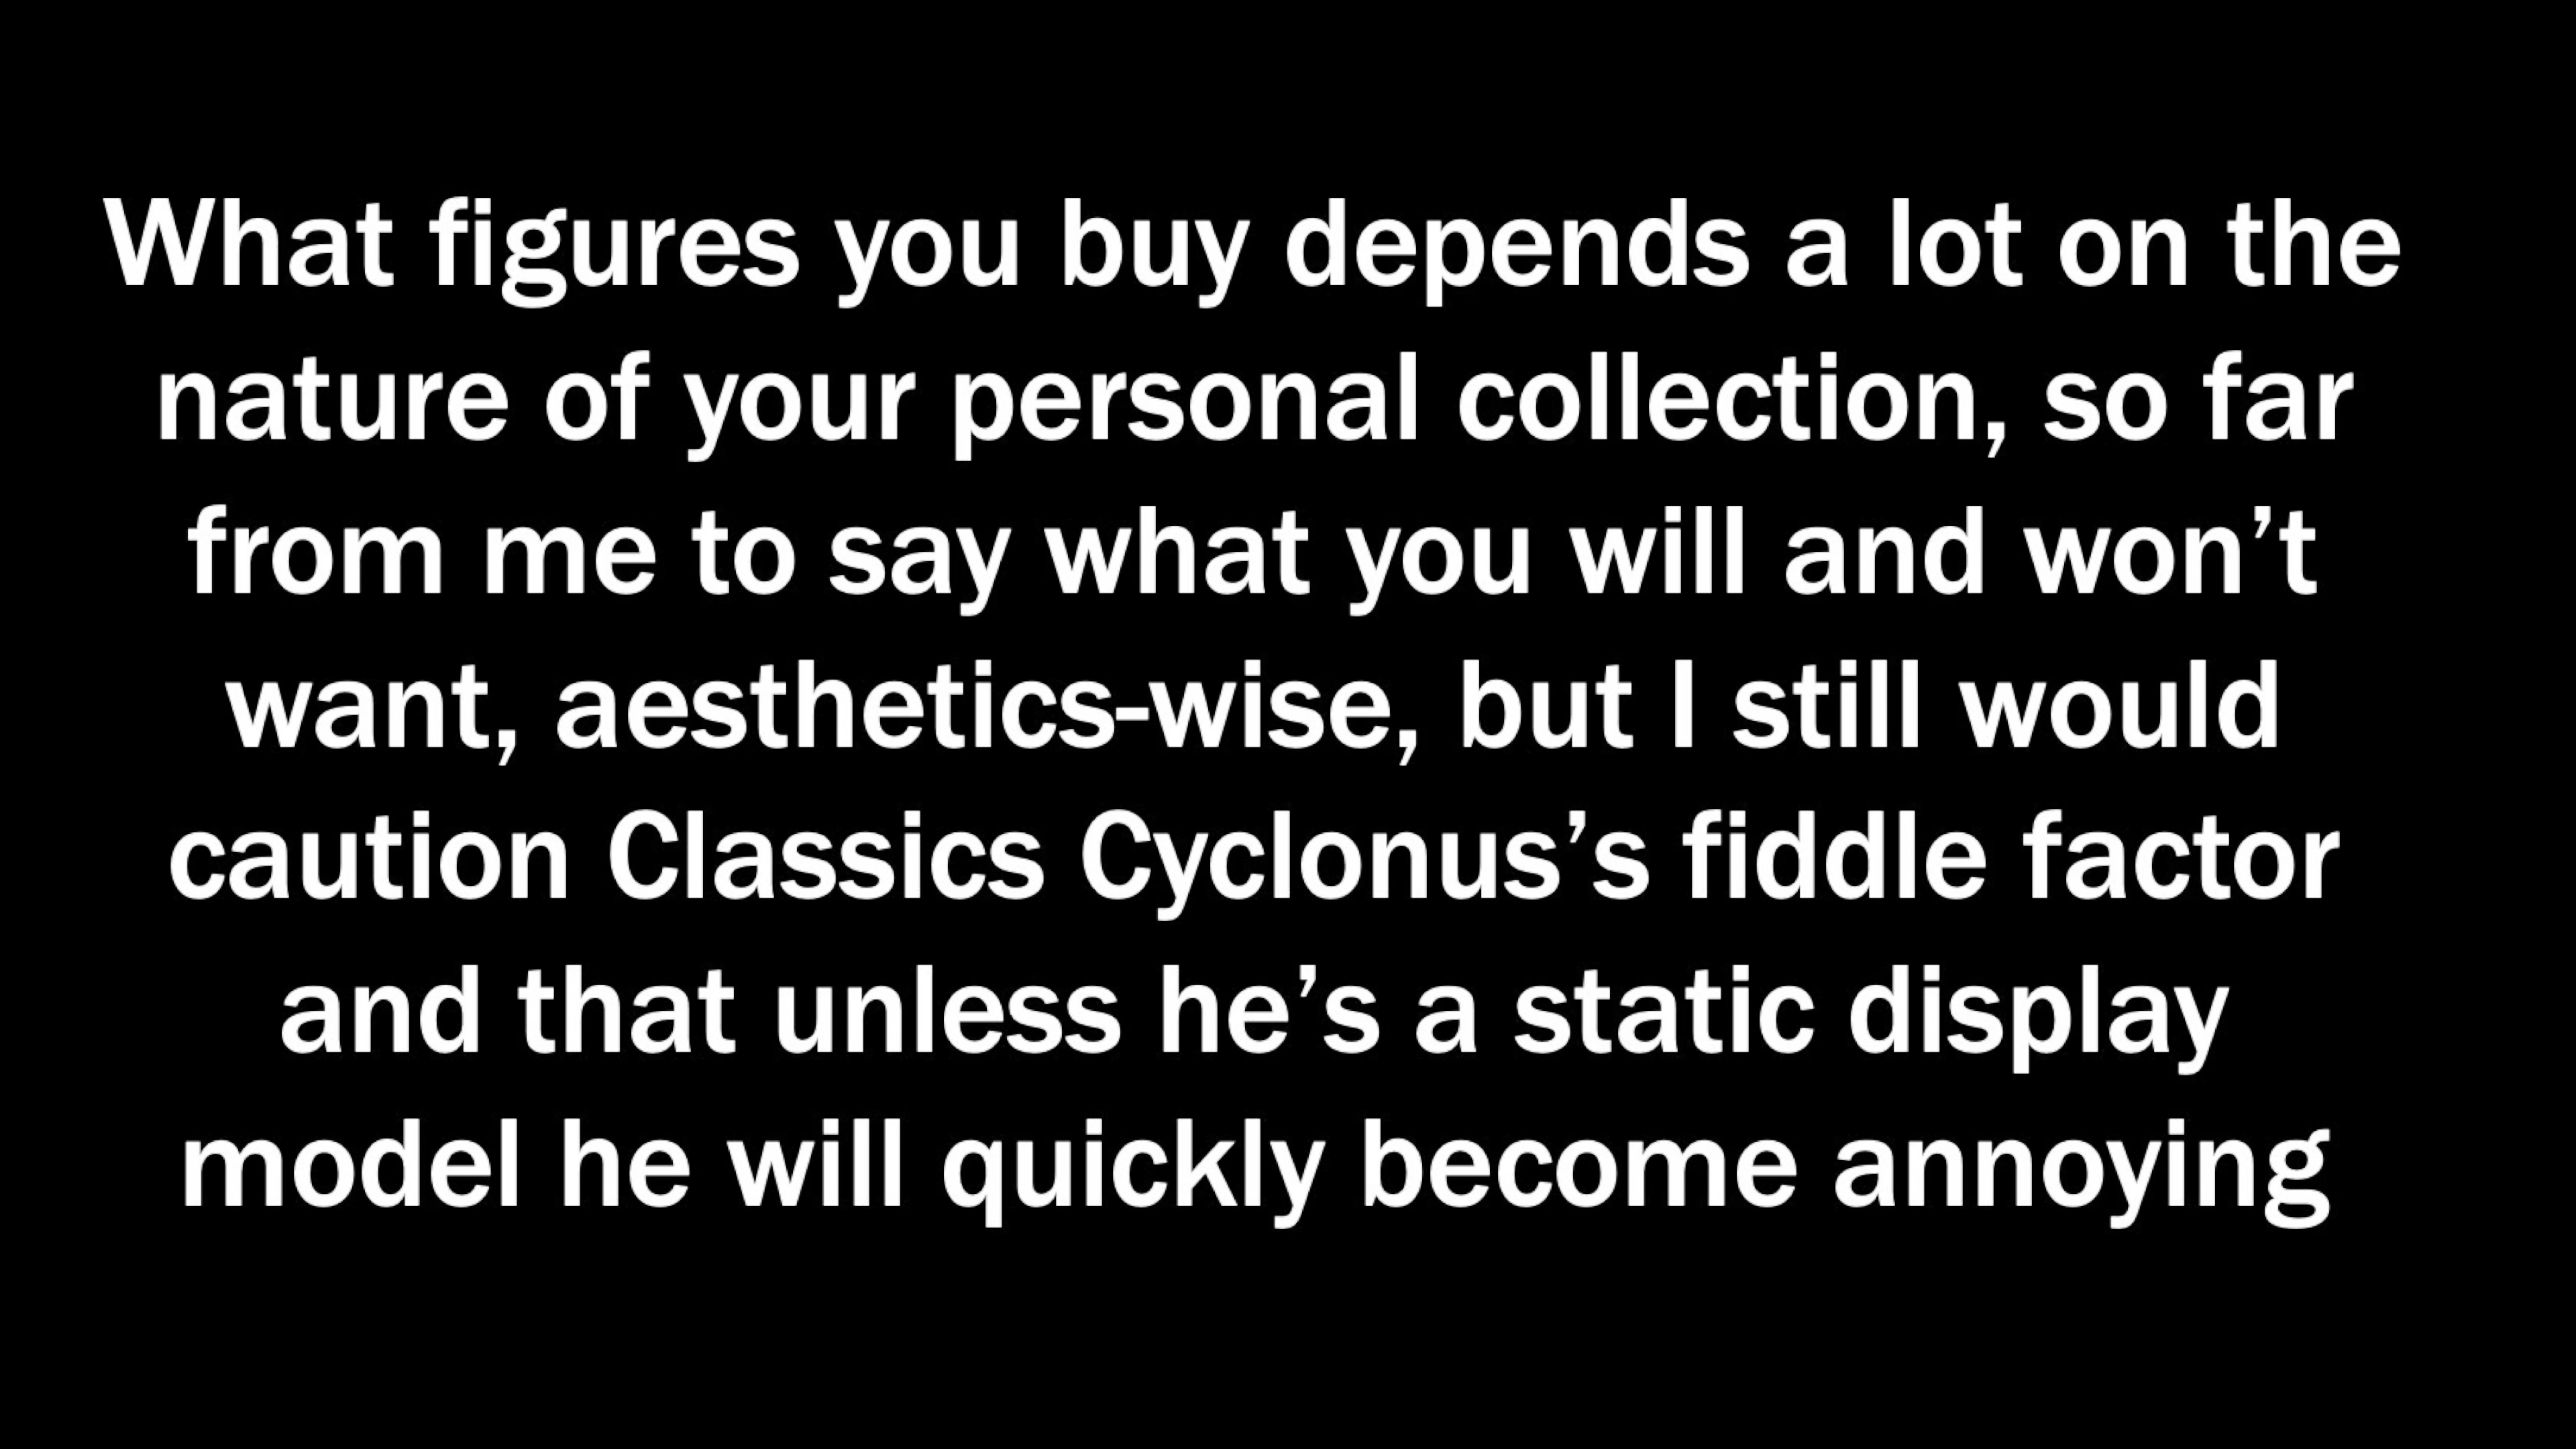 What figures you buy depends a lot on the
nature of your personal collection, so far
from me to say what you will and won’t
want, aesthetics-wise, but I still would
caution Classics Cyclonus’s fiddle factor
and that unless he’s a static display
model he will quickly become annoying